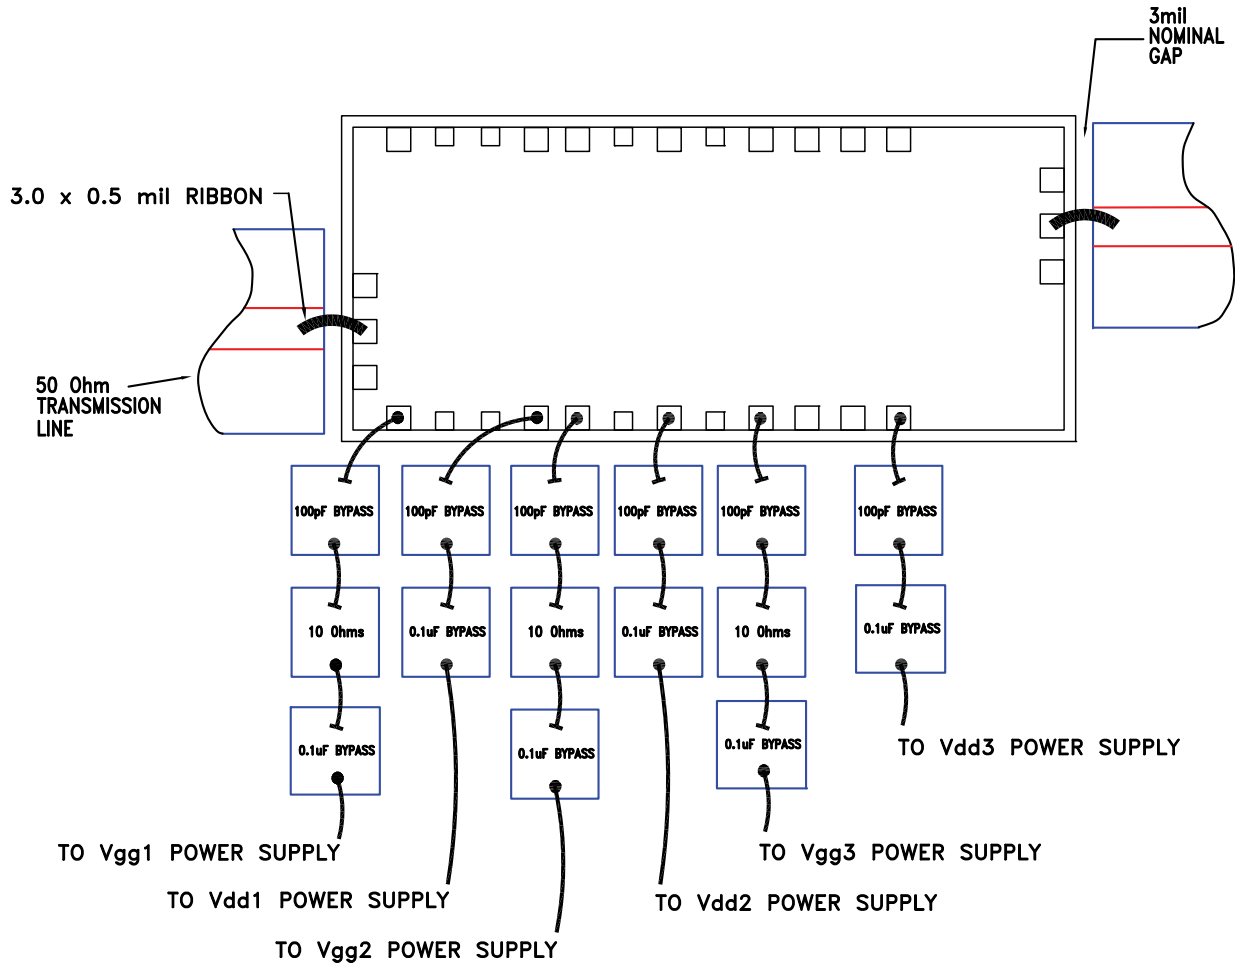 3mil
NOMINAL
GAP
3.0 x 0.5 mil RIBBON
50 Ohm
TRANSMISSION
LINE
100pF BYPASS
100pF BYPASS
100pF BYPASS
100pF BYPASS
100pF BYPASS
100pF BYPASS
10 Ohms
0.1uF BYPASS
10 Ohms
0.1uF BYPASS
10 Ohms
0.1uF BYPASS
0.1uF BYPASS
0.1uF BYPASS
0.1uF BYPASS
TO Vdd3 POWER SUPPLY
TO Vgg1 POWER SUPPLY
TO Vgg3 POWER SUPPLY
TO Vdd1 POWER SUPPLY
TO Vdd2 POWER SUPPLY
TO Vgg2 POWER SUPPLY